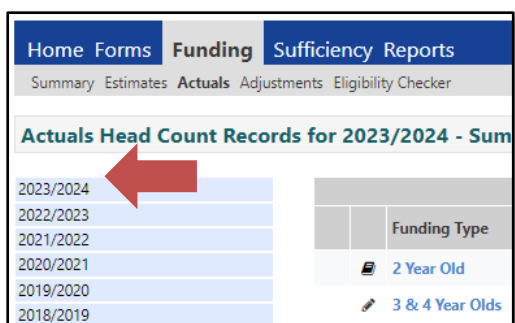 Home Forms Funding Sufficiency Reports
Summary Estimates Actuals Adjustments Eligibility Checker
Actuals Head Count Records for 2023/2024 - Sum
2023/2024
2022/2023
2021/2022
2020/2021
2019/2020
2018/2019
Funding Type
2 Year Old
3 & 4 Year Olds